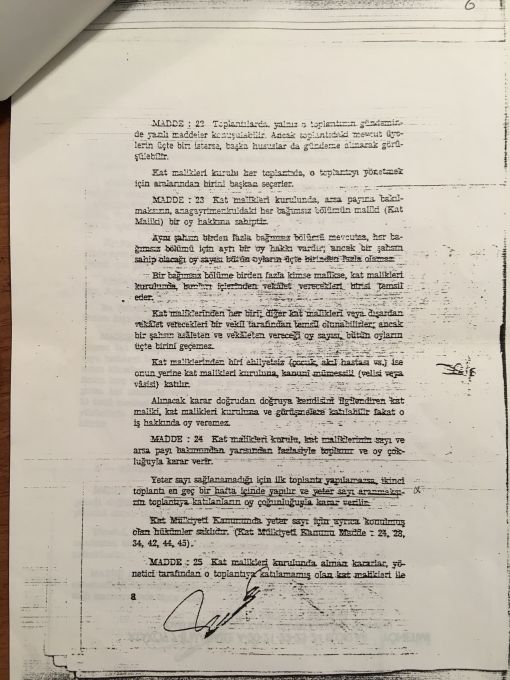 6
MADDE : 22 Toplantılarda, yalnız o toplantının gündemin-
de yazılı maddeler konuşulabilir. Ancak toplantıdaki mevcut üye-
lerin üçte biri isterse, başka hususlar da gündeme alınarak görü-
şülebilir.
Kat malikleri kurulu her toplantıda, o toplantıyı yönetmek
için aralarından birini başkan seçerler.
MADDE : 23 Kat malikleri kurulunda, arsa payına bakıl-
maksızın, anagayrimenkuldaki her bağımsız bölümün maliki (Kat
Maliki) bir oy hakkına sahiptir.
Aynı şahsın birden fazla bağımsız bölümü mevcutsa, her ba-
ğımsız bölümü için ayrı bir oy hakkı vardır; ancak bir şahsın
sahip olacağı oy sayısı bütün oyların üçte birinden fazla olamaz.
Bir bağımsız bölüme birden fazla kimse malikse, kat malikleri
kurulunda, bunları içlerinden vekâlet verecekleri birisi temsil
eder.
Kat maliklerinden her biri, diğer kat malikleri veya dışardan
vekâlet verecekleri bir vekil tarafından temsil olunabilirler; ancak
bir şahsın asâleten ve vekâleten vereceği oy sayısı, bütün oyların
üçte birini geçemez.
Kat maliklerinden biri ehliyetsiz (çocuk, akıl hastası vs.) ise
onun yerine kat malikleri kuruluna, kanuni mümessili (velisi veya
vâsisi) katılır.
Alınacak karar doğrudan doğruya kendisini ilgilendiren kat
maliki, kat malikleri kuruluna ve görüşmelere katılabilir fakat o
iş hakkında oy veremez.
MADDE : 24 Kat malikleri kurulu, kat maliklerinin sayı ve
arsa payı bakımından yarısından fazlasiyle toplanır ve oy çok-
luğuyla karar verir.
Yeter sayı sağlanamadığı için ilk toplantı yapılamazsa, ikinci
toplantı en geç bir hafta içinde yapılır ve yeter sayı aranmaksı-
zın toplantıya katılanların oy çoğunluğuyla karar verilir.
Kat Mülkiyeti Kanununda yeter sayı için ayrıca konulmuş
olan hükümler saklıdır. (Kat Mülkiyeti Kanunu Madde : 24, 28,
34, 42, 44, 45).
MADDE : 25 Kat malikleri kurulunda alınan kararlar, yö-
netici tarafından o toplantıya katılamamış olan kat malikleri ile
8